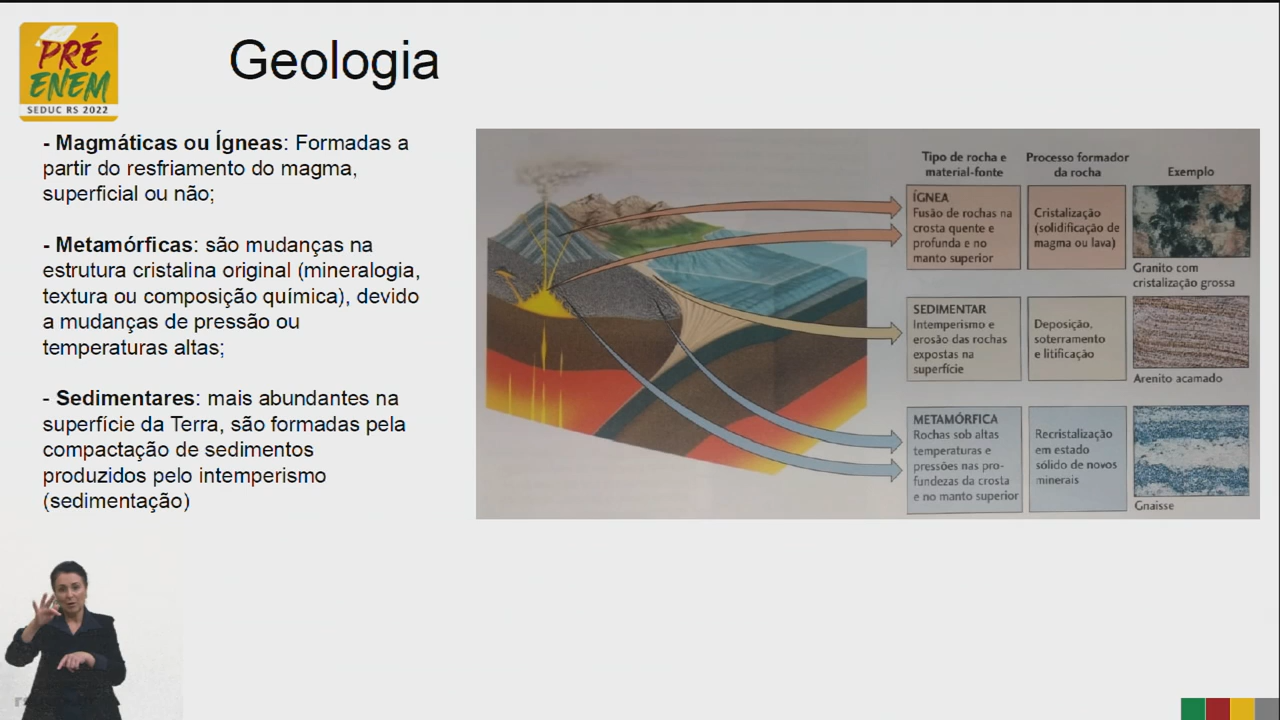 PRÉ
ENEM
SEDUC RS 2022
Geologia
- Magmáticas ou Ígneas: Formadas a
partir do resfriamento do magma,
superficial ou não;
- Metamórficas: são mudanças na
estrutura cristalina original (mineralogia,
textura ou composição química), devido
a mudanças de pressão ou
temperaturas altas;
- Sedimentares: mais abundantes na
superfície da Terra, são formadas pela
compactação de sedimentos
produzidos pelo intemperismo
(sedimentação)
Tipo de rocha e
material-fonte
Processo formador
da rocha
Exemplo
ÍGNEA
Fusão de rochas na
crosta quente e
profunda e no
manto superior
Cristalização
(solidificação de
magma ou lava)
Granito com
cristalização grossa
SEDIMENTAR
Intemperismo e
erosão das rochas
expostas na
superfície
Deposição,
soterramento
e litificação
Arenito acamado
METAMÓRFICA
Rochas sob altas
temperaturas e
pressões nas pro-
fundezas da crosta
e no manto superior
Recristalização
em estado
sólido de novos
minerais
Gnaisse